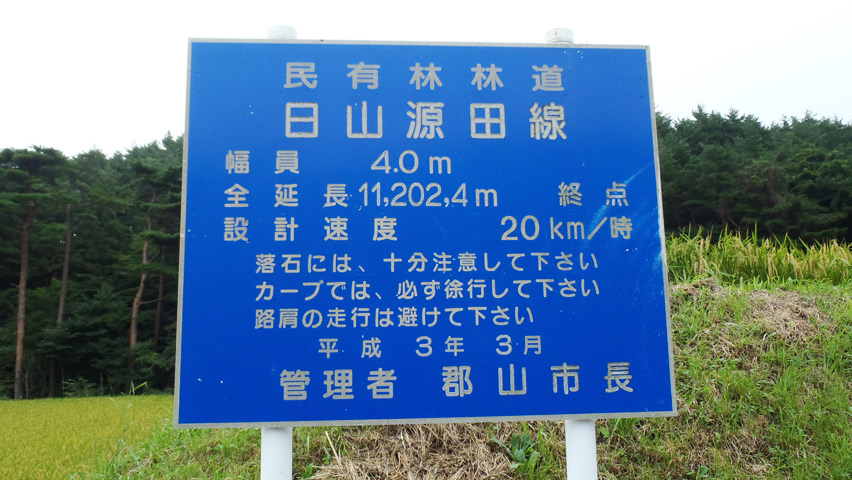 民有林林道
日山源田線
幅員 4.0m
全延長 11,202,4m 終点
設計速度 20km/時
落石には、十分注意して下さい
カーブでは、必ず徐行して下さい
路肩の走行は避けて下さい
平成 3年 3月
管理者 郡山市長